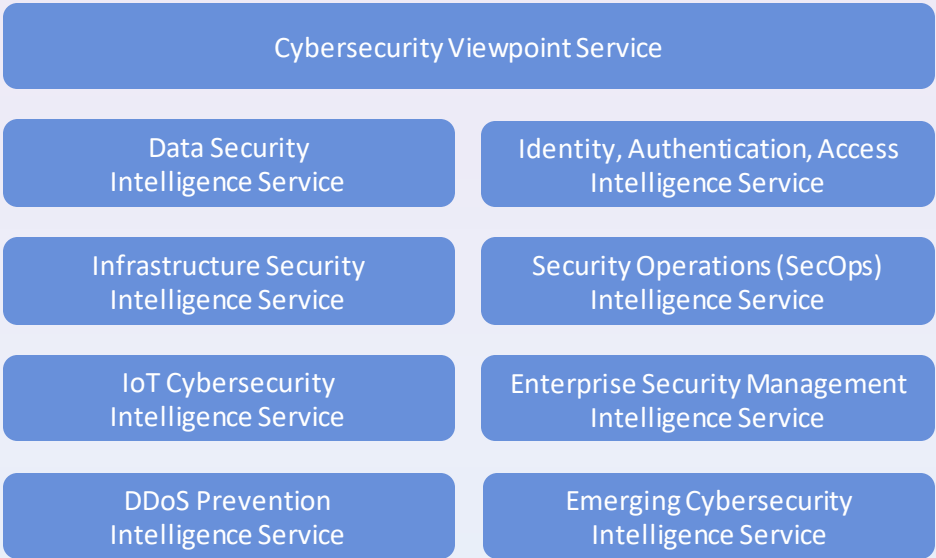 Cybersecurity Viewpoint Service
Data Security
Intelligence Service
Identity, Authentication, Access
Intelligence Service
Infrastructure Security
Intelligence Service
Security Operations (SecOps)
Intelligence Service
IoT Cybersecurity
Intelligence Service
Enterprise Security Management
Intelligence Service
DDoS Prevention
Intelligence Service
Emerging Cybersecurity
Intelligence Service